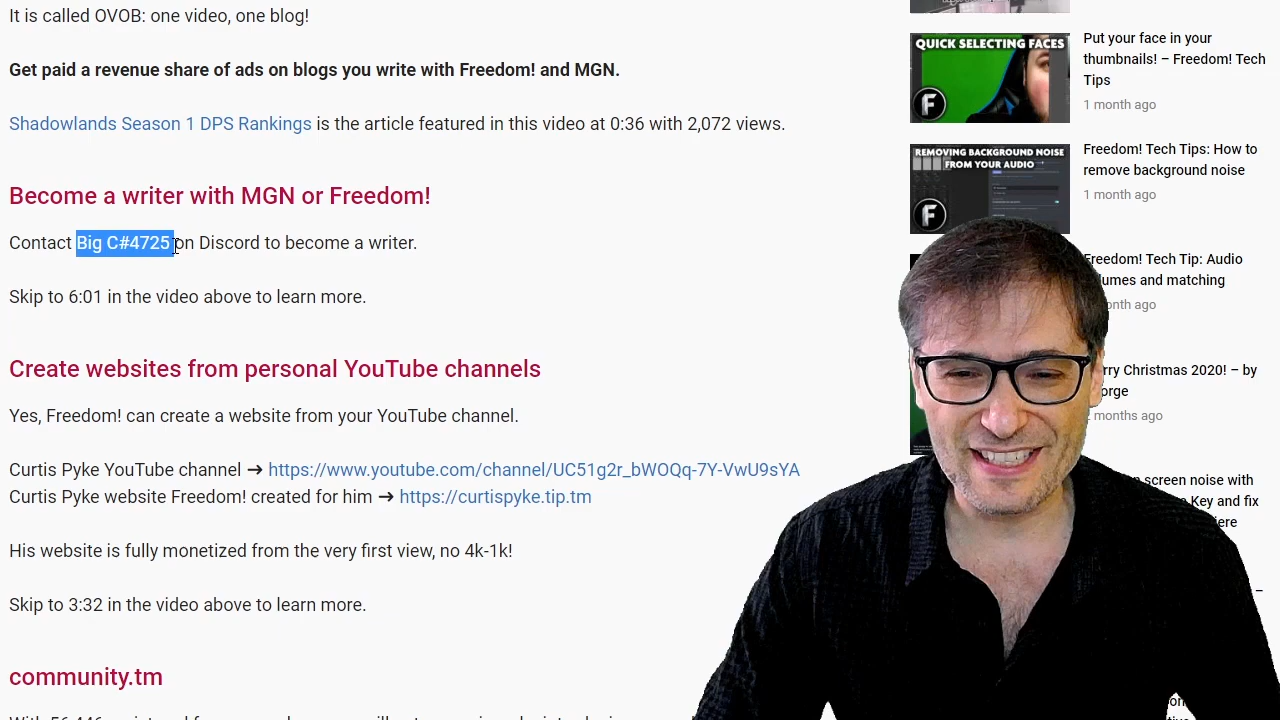 It is called OVOB: one video, one blog!
Get paid a revenue share of ads on blogs you write with Freedom! and MGN.
Shadowlands Season 1 DPS Rankings is the article featured in this video at 0:36 with 2,072 views.
Become a writer with MGN or Freedom!
Contact Big C#4725 on Discord to become a writer.
Skip to 6:01 in the video above to learn more.
Create websites from personal YouTube channels
Yes, Freedom! can create a website from your YouTube channel.
Curtis Pyke YouTube channel → https://www.youtube.com/channel/UC51g2r_bWOQq-7Y-VwU9sYA
Curtis Pyke website Freedom! created for him → https://curtispyke.tip.tm
His website is fully monetized from the very first view, no 4k-1k!
Skip to 3:32 in the video above to learn more.
community.tm
QUICK SELECTING FACES
F
Put your face in your
thumbnails! – Freedom! Tech
Tips
1 month ago
REMOVING BACKGROUND NOISE
FROM YOUR AUDIO
Freedom! Tech Tips: How to
remove background noise
1 month ago
Freedom! Tech Tip: Audio
and matching
ago
Christmas 2020! – by
months ago
screen noise with
Key and fix